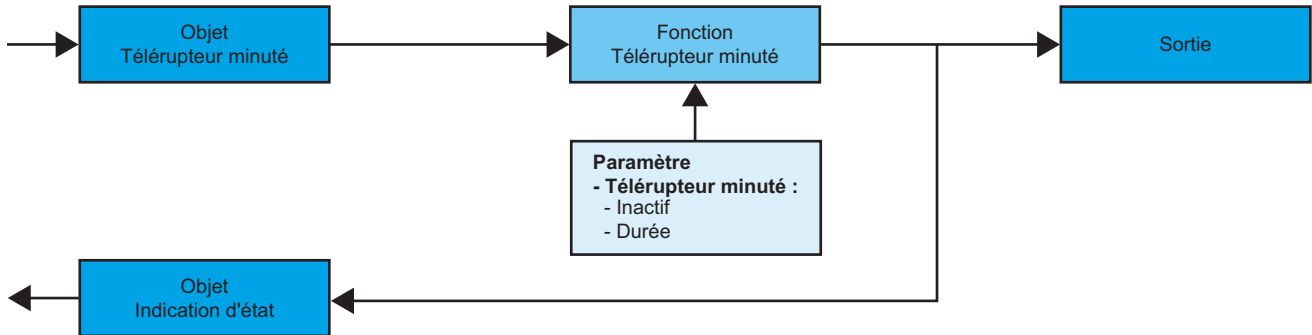 Objet
Télérupteur minuté
Fonction
Télérupteur minuté
Sortie
Paramètre
- Télérupteur minuté :
- Inactif
- Durée
Objet
Indication d'état